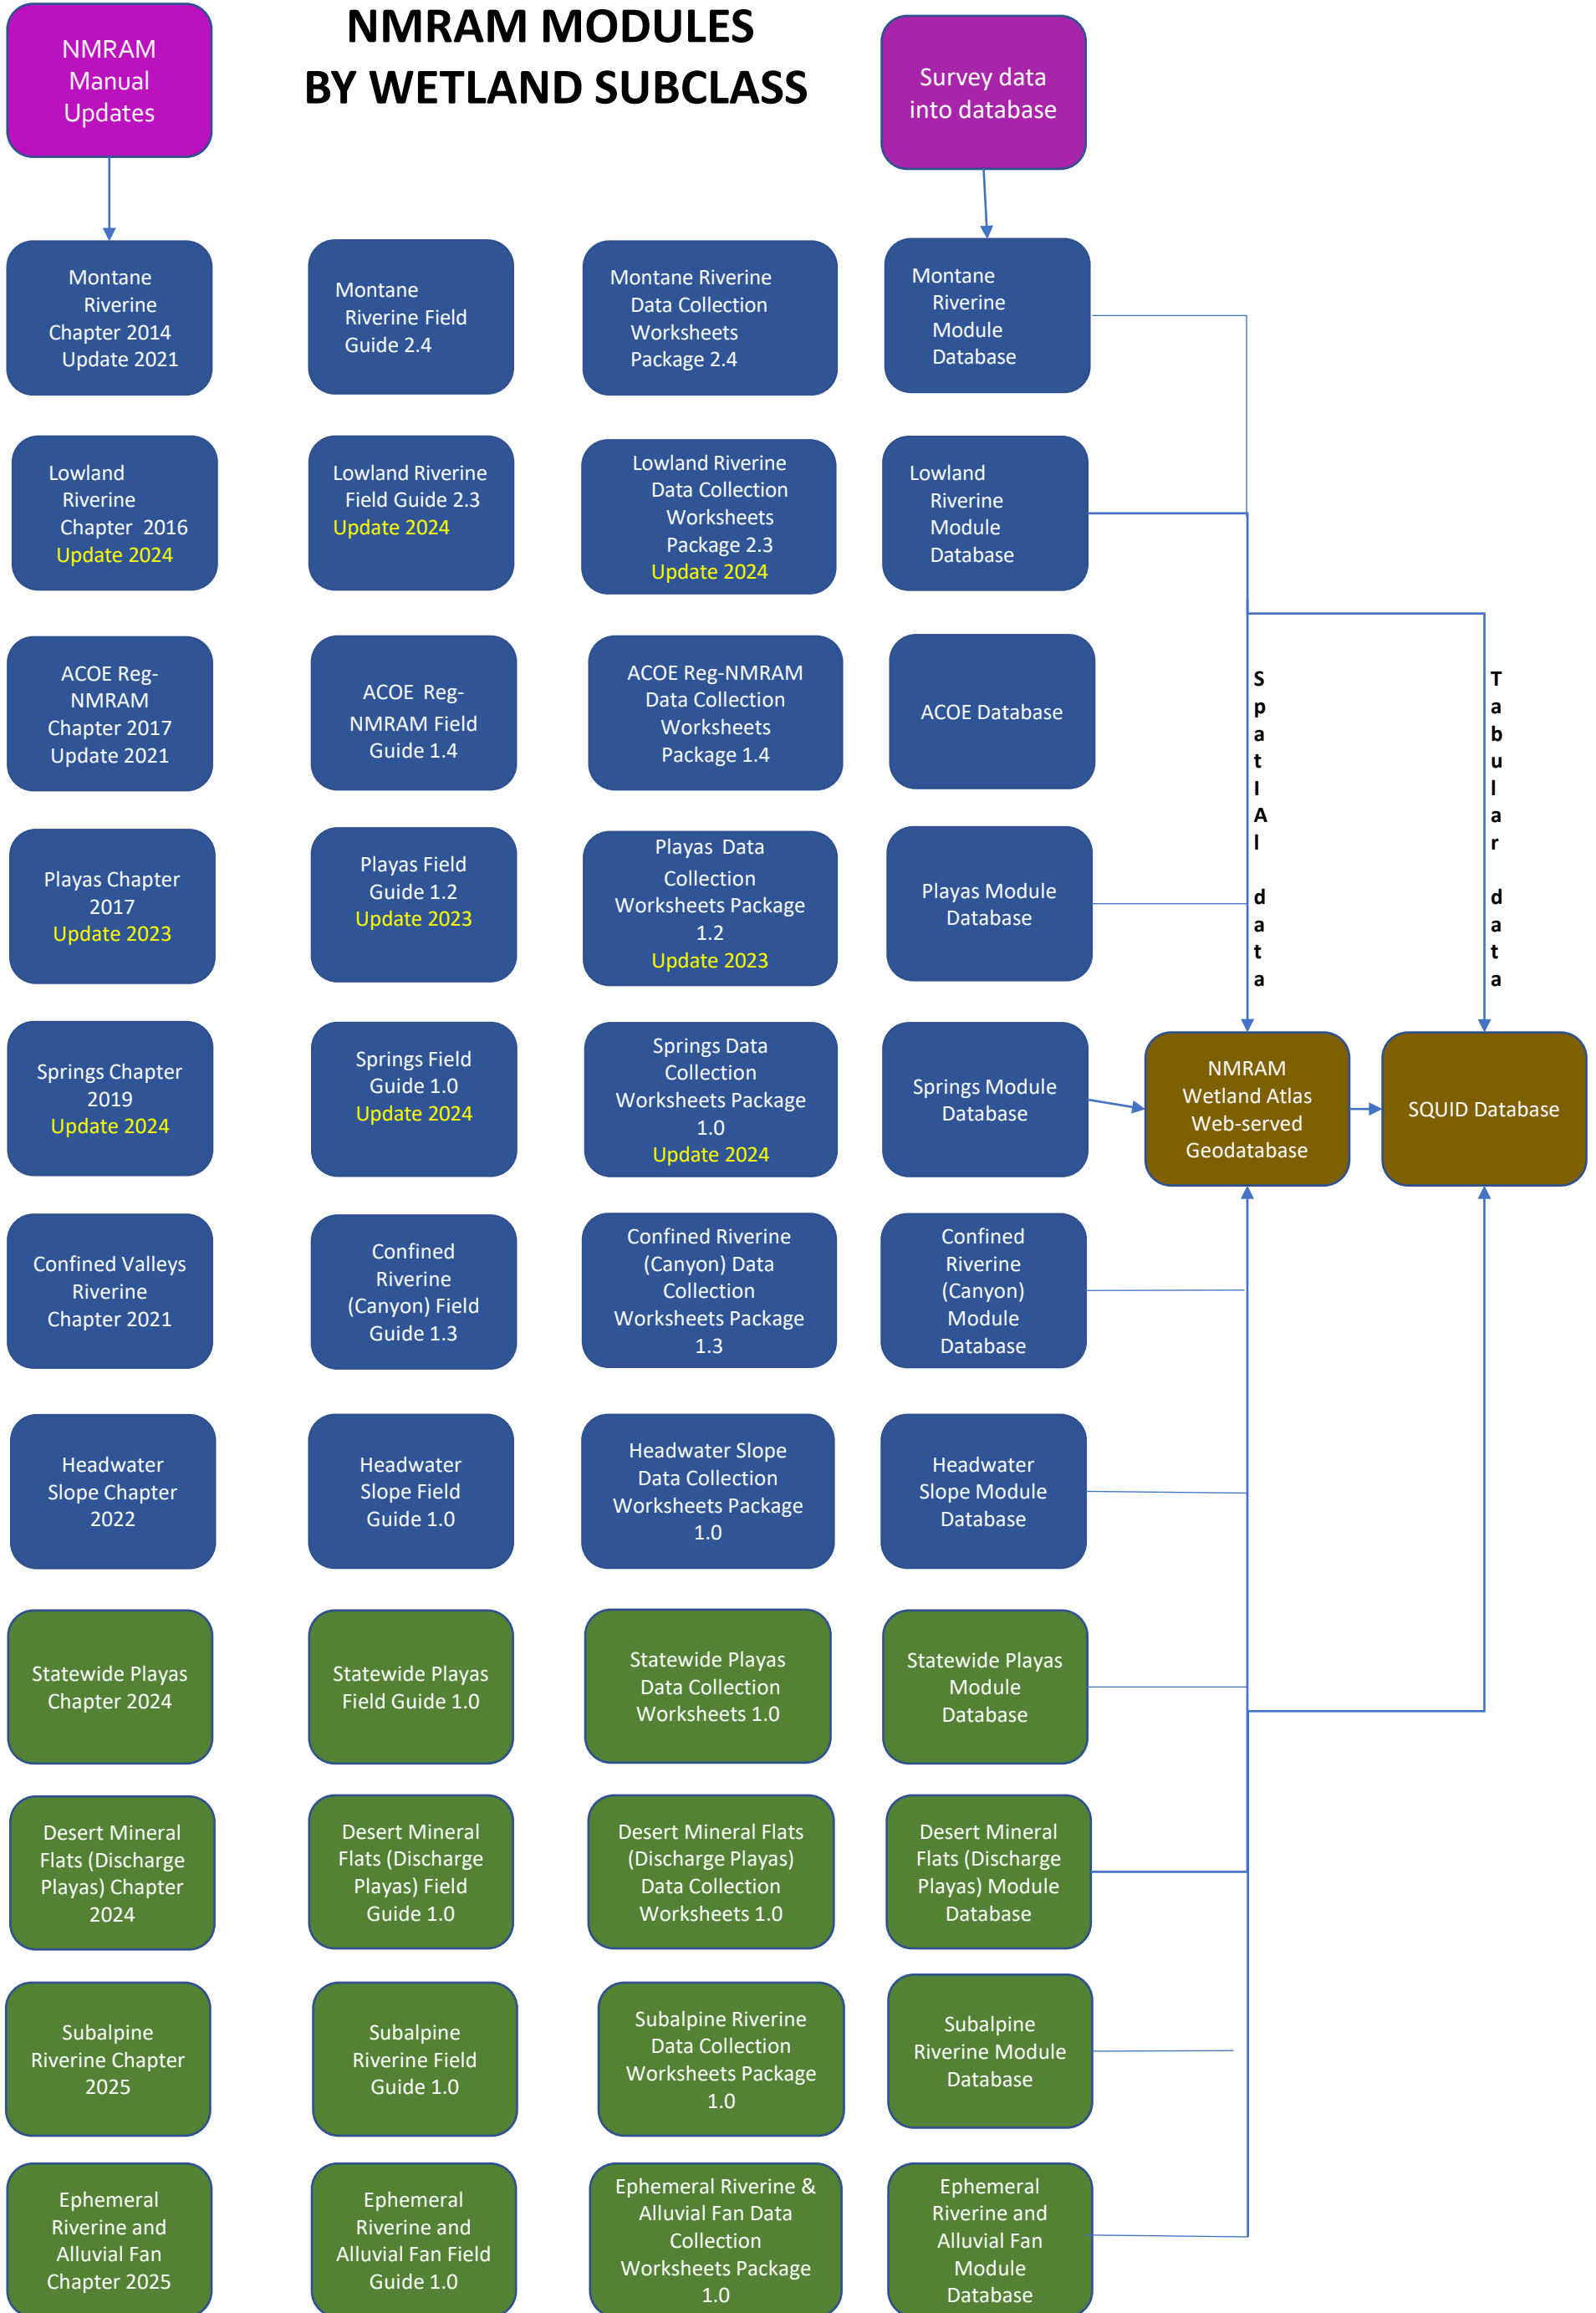 NMRAM MODULES
BY WETLAND SUBCLASS
NMRAM
Manual
Updates
Survey data
into database
Montane
Riverine
Chapter 2014
Update 2021
Montane
Riverine Field
Guide 2.4
Montane Riverine
Data Collection
Worksheets
Package 2.4
Montane
Riverine
Module
Database
Lowland
Riverine
Chapter 2016
Update 2024
Lowland Riverine
Field Guide 2.3
Update 2024
Lowland Riverine
Data Collection
Worksheets
Package 2.3
Update 2024
Lowland
Riverine
Module
Database
ACOE Reg-
NMRAM
Chapter 2017
Update 2021
ACOE Reg-
NMRAM Field
Guide 1.4
ACOE Reg-NMRAM
Data Collection
Worksheets
Package 1.4
ACOE Database
SpatIAl data
Tabular data
Playas Chapter
2017
Update 2023
Playas Field
Guide 1.2
Update 2023
Playas Data
Collection
Worksheets Package
1.2
Update 2023
Playas Module
Database
Springs Chapter
2019
Update 2024
Springs Field
Guide 1.0
Update 2024
Springs Data
Collection
Worksheets Package
1.0
Update 2024
Springs Module
Database
NMRAM
Wetland Atlas
Web-served
Geodatabase
SQUID Database
Confined Valleys
Riverine
Chapter 2021
Confined
Riverine
(Canyon) Field
Guide 1.3
Confined Riverine
(Canyon) Data
Collection
Worksheets Package
1.3
Confined
Riverine
(Canyon)
Module
Database
Headwater
Slope Chapter
2022
Headwater
Slope Field
Guide 1.0
Headwater Slope
Data Collection
Worksheets Package
1.0
Headwater
Slope Module
Database
Statewide Playas
Chapter 2024
Statewide Playas
Field Guide 1.0
Statewide Playas
Data Collection
Worksheets 1.0
Statewide Playas
Module
Database
Desert Mineral
Flats (Discharge
Playas) Chapter
2024
Desert Mineral
Flats (Discharge
Playas) Field
Guide 1.0
Desert Mineral Flats
(Discharge Playas)
Data Collection
Worksheets 1.0
Desert Mineral
Flats (Discharge
Playas) Module
Database
Subalpine
Riverine Chapter
2025
Subalpine
Riverine Field
Guide 1.0
Subalpine Riverine
Data Collection
Worksheets Package
1.0
Subalpine
Riverine Module
Database
Ephemeral
Riverine and
Alluvial Fan
Chapter 2025
Ephemeral
Riverine and
Alluvial Fan Field
Guide 1.0
Ephemeral Riverine &
Alluvial Fan Data
Collection
Worksheets Package
1.0
Ephemeral
Riverine and
Alluvial Fan
Module
Database